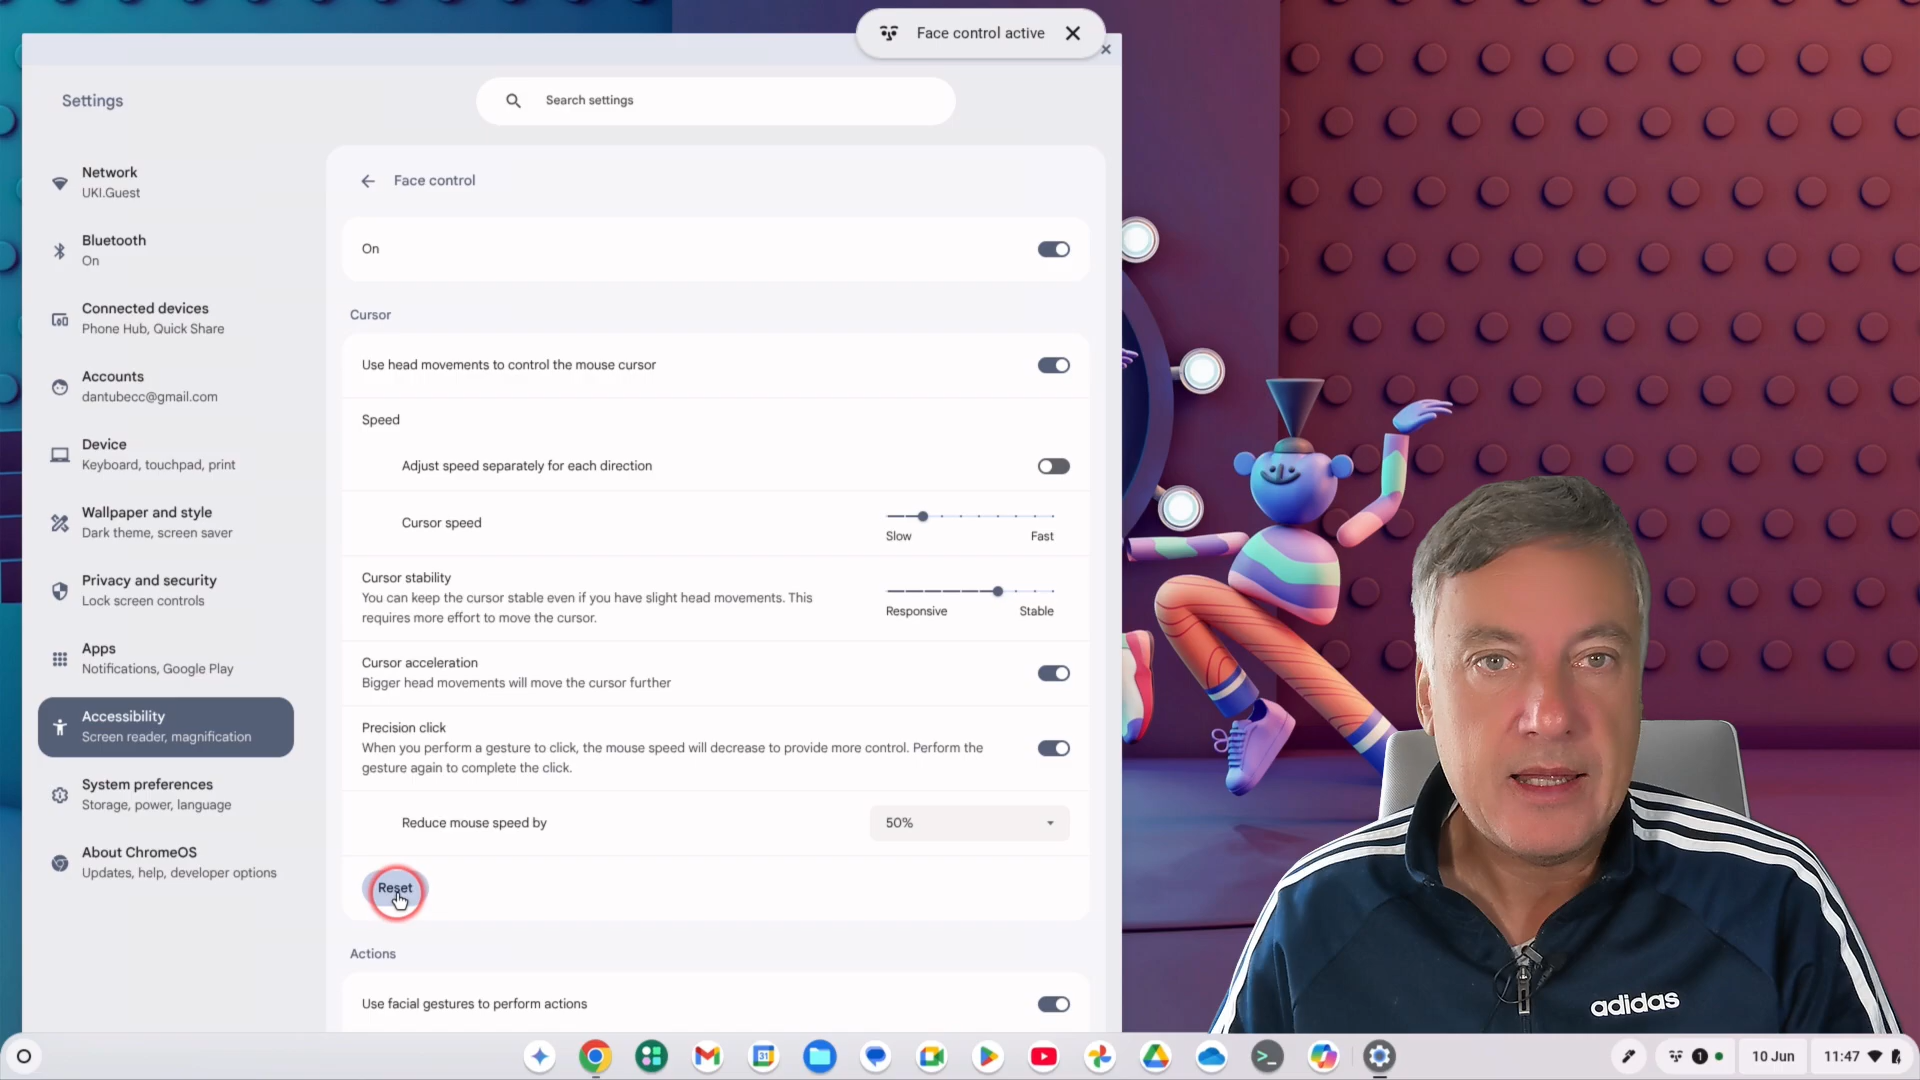 Face control active
Settings
Search settings
Network
UKI.Guest
Bluetooth
On
Connected devices
Phone Hub, Quick Share
Accounts
dantubecc@gmail.com
Device
Keyboard, touchpad, print
Wallpaper and style
Dark theme, screen saver
Privacy and security
Lock screen controls
Apps
Notifications, Google Play
Accessibility
Screen reader, magnification
System preferences
Storage, power, language
About ChromeOS
Updates, help, developer options
Face control
On
Cursor
Use head movements to control the mouse cursor
Speed
Adjust speed separately for each direction
Cursor speed
Slow
Fast
Cursor stability
You can keep the cursor stable even if you have slight head movements. This
requires more effort to move the cursor.
Responsive
Stable
Cursor acceleration
Bigger head movements will move the cursor further
Precision click
When you perform a gesture to click, the mouse speed will decrease to provide more control. Perform the
gesture again to complete the click.
Reduce mouse speed by
50%
Reset
Actions
Use facial gestures to perform actions
adidas
31
1
10 Jun
11:47